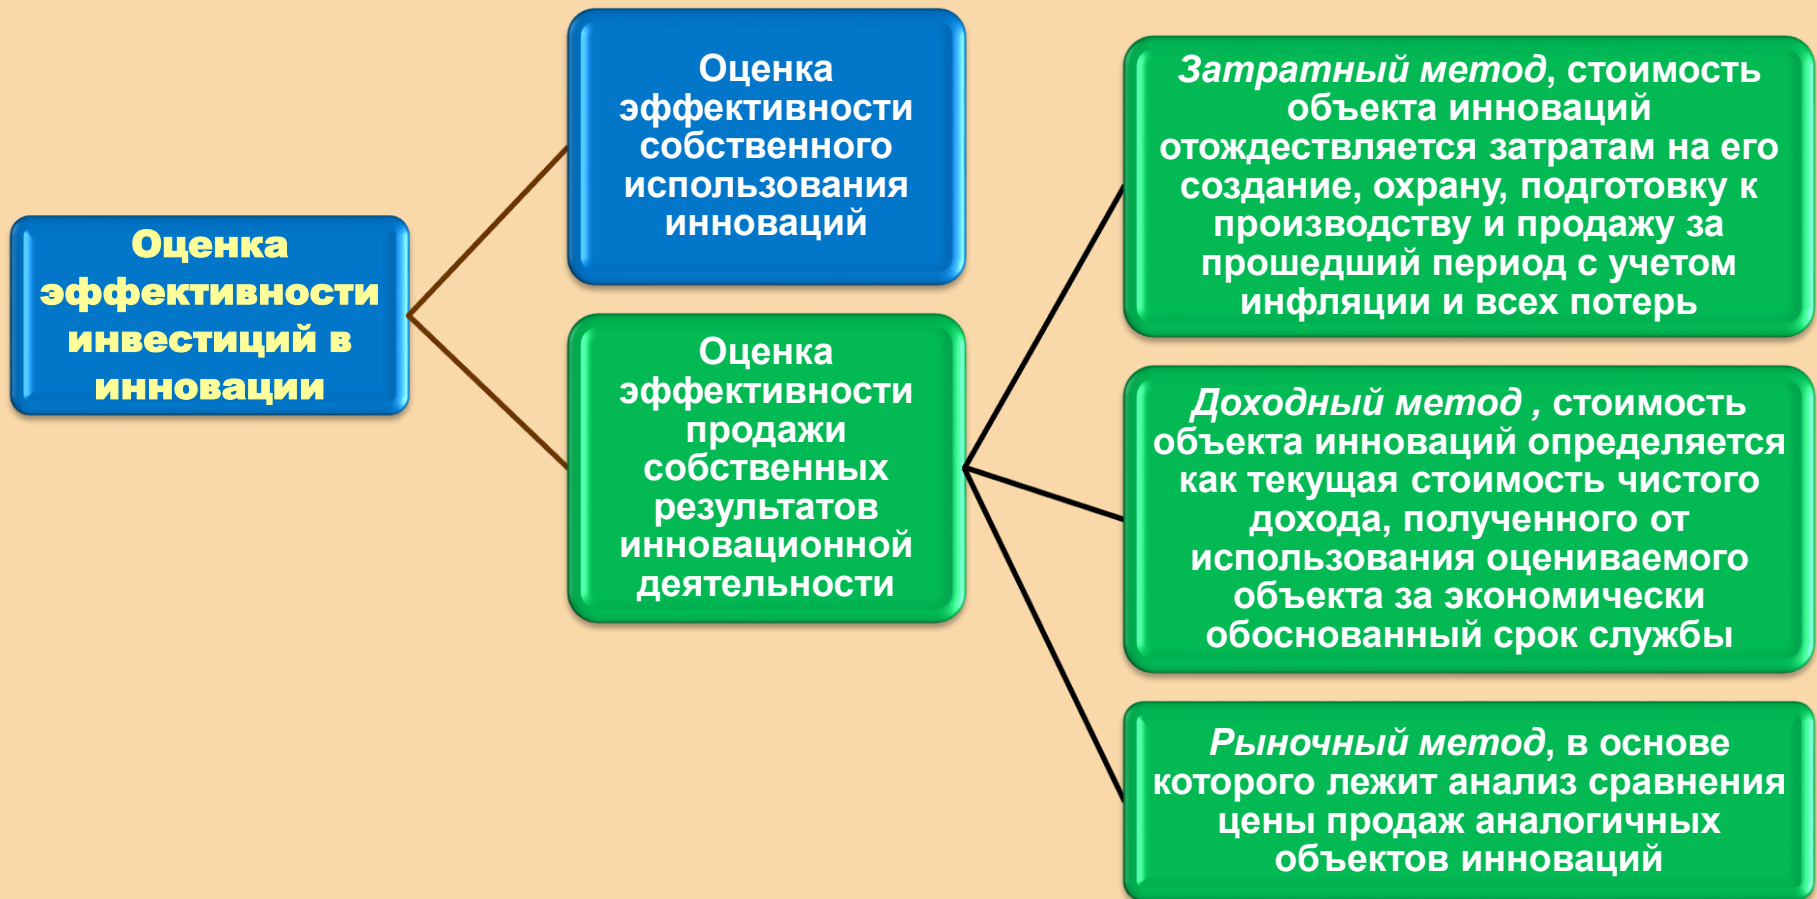 Оценка
эффективности
инвестиций в
инновации
Оценка
эффективности
собственного
использования
инноваций
Оценка
эффективности
продажи
собственных
результатов
инновационной
деятельности
Затратный метод, стоимость
объекта инноваций
отождествляется затратам на его
создание, охрану, подготовку к
производству и продажу за
прошедший период с учетом
инфляции и всех потерь
Доходный метод , стоимость
объекта инноваций определяется
как текущая стоимость чистого
дохода, полученного от
использования оцениваемого
объекта за экономически
обоснованный срок службы
Рыночный метод, в основе
которого лежит анализ сравнения
цены продаж аналогичных
объектов инноваций